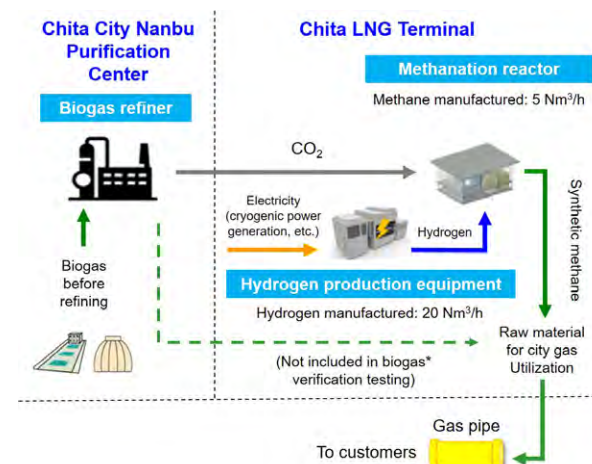 Chita City Nanbu
Purification
Center
Chita LNG Terminal
Biogas refiner
Methanation reactor
Methane manufactured: 5 Nm³/h
CO₂
Electricity
(cryogenic power
generation, etc.)
Hydrogen
Synthetic methane
Biogas
before
refining
Hydrogen production equipment
Hydrogen manufactured: 20 Nm³/h
(Not included in biogas*
verification testing)
Raw material
for city gas
Utilization
Gas pipe
To customers